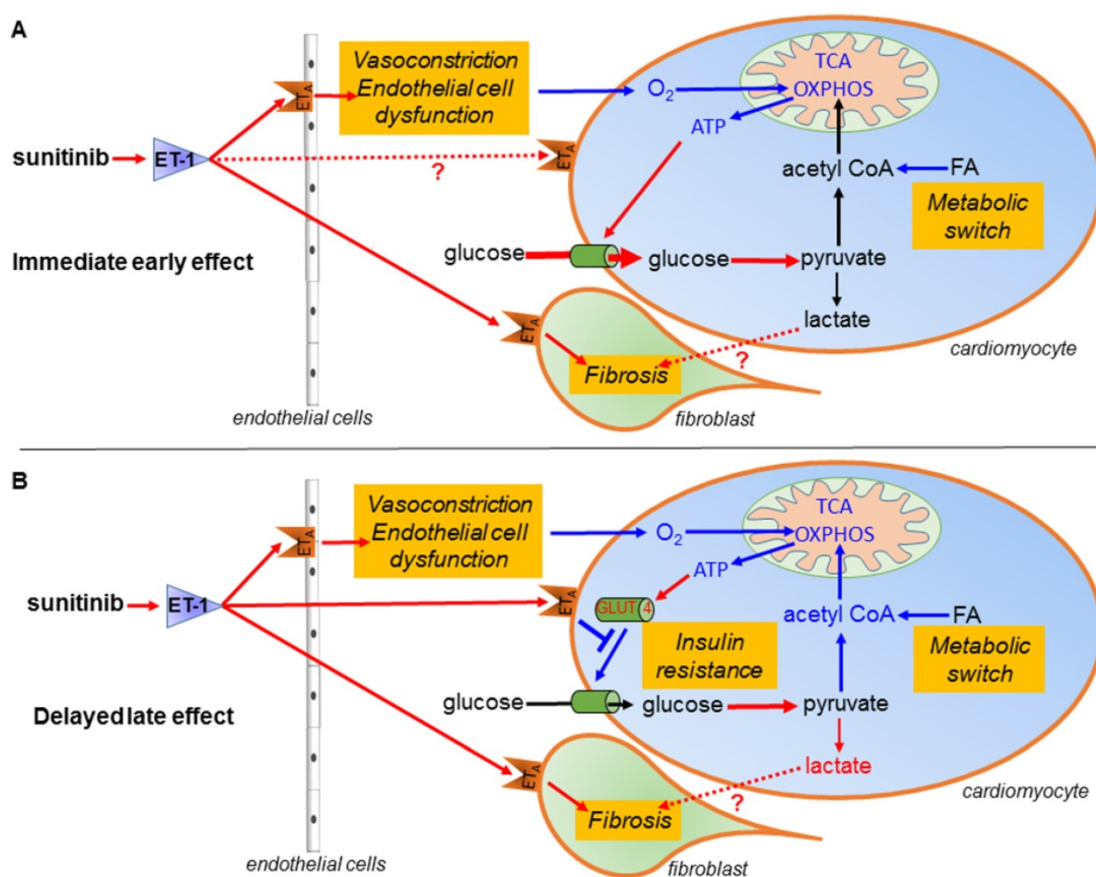 A
Vasoconstriction
Endothelial cell
dysfunction
TCA
OXPHOS
O2
ATP
ETA
sunitinib
ET-1
ETA
?
acetyl CoA
FA
Metabolic
switch
Immediate early effect
glucose
glucose
pyruvate
lactate
ETA
?
Fibrosis
cardiomyocyte
endothelial cells
fibroblast
B
Vasoconstriction
Endothelial cell
dysfunction
TCA
OXPHOS
O2
ATP
ETA
sunitinib
ET-1
ETA
GLUT 4
acetyl CoA
FA
Insulin
resistance
Metabolic
switch
Delayed late effect
glucose
glucose
pyruvate
lactate
ETA
?
Fibrosis
cardiomyocyte
endothelial cells
fibroblast